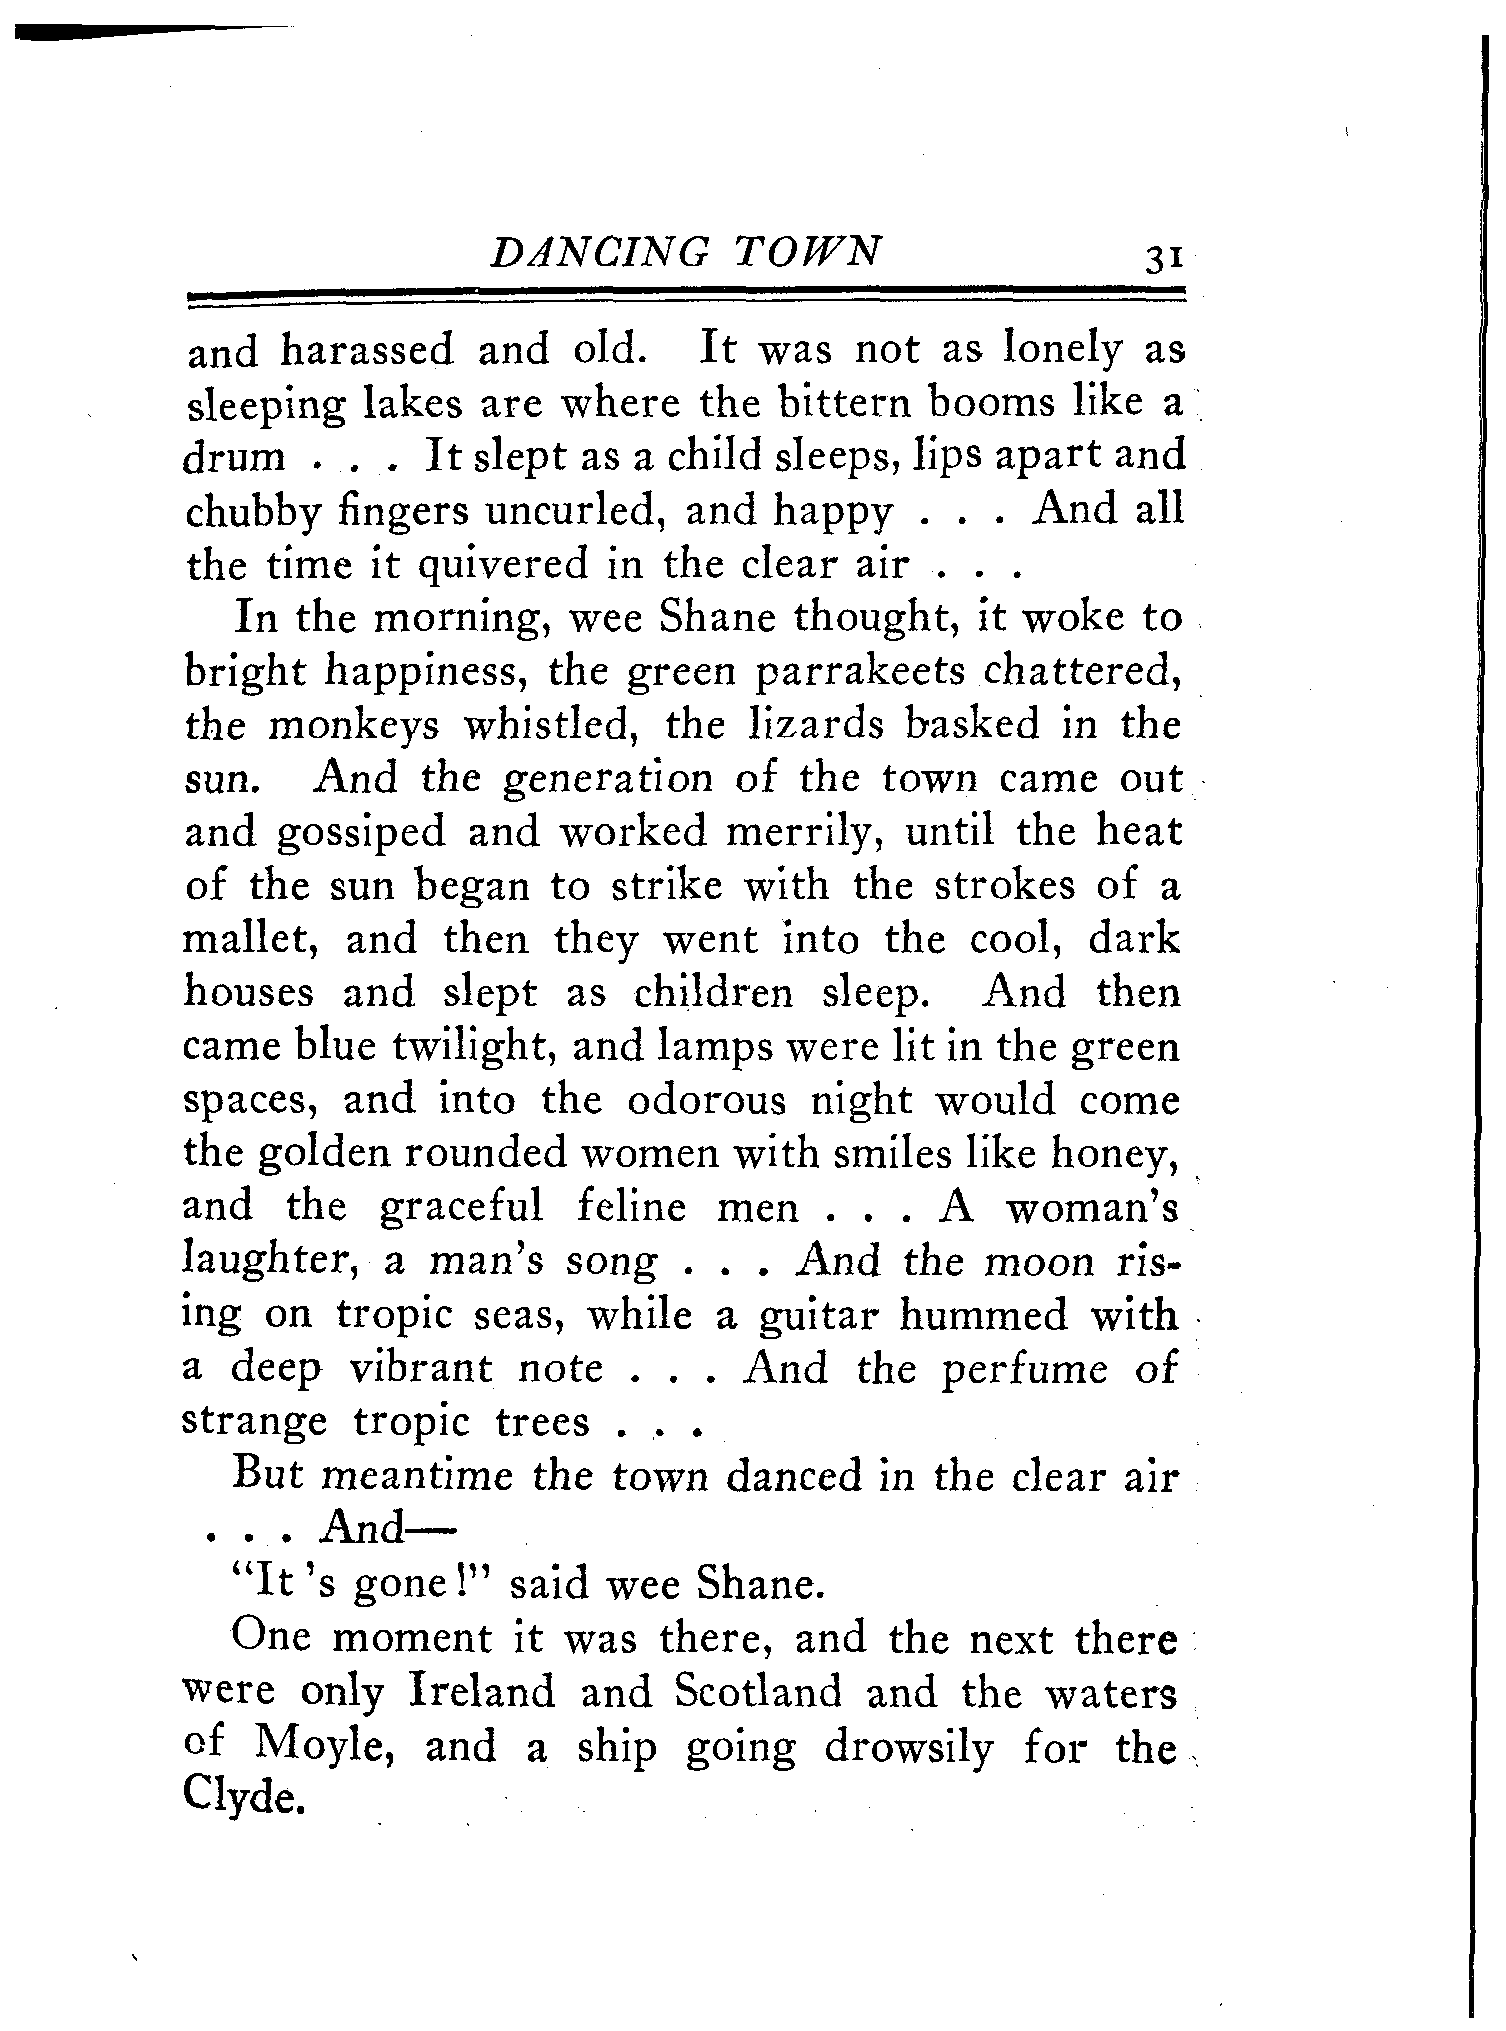 DANCING TOWN 31
and harassed and old. It was not as lonely as
sleeping lakes are where the bittern booms like a
drum . . . It slept as a child sleeps, lips apart and
chubby fingers uncurled, and happy . . . And all
the time it quivered in the clear air . . .
In the morning, wee Shane thought, it woke to
bright happiness, the green parrakeets chattered,
the monkeys whistled, the lizards basked in the
sun. And the generation of the town came out
and gossiped and worked merrily, until the heat
of the sun began to strike with the strokes of a
mallet, and then they went into the cool, dark
houses and slept as children sleep. And then
came blue twilight, and lamps were lit in the green
spaces, and into the odorous night would come
the golden rounded women with smiles like honey,
and the graceful feline men . . . A woman's
laughter, a man's song . . . And the moon ris-
ing on tropic seas, while a guitar hummed with
a deep vibrant note . . . And the perfume of
strange tropic trees . . .
But meantime the town danced in the clear air
. . . And—
"It 's gone!" said wee Shane.
One moment it was there, and the next there
were only Ireland and Scotland and the waters
of Moyle, and a ship going drowsily for the
Clyde.